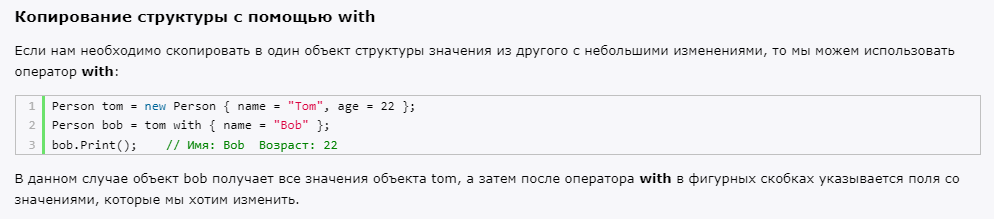 Копирование структуры с помощью with
Если нам необходимо скопировать в один объект структуры значения из другого с небольшими изменениями, то мы можем использовать
оператор with:
1 Person tom = new Person { name = "Tom", age = 22 };
2 Person bob = tom with { name = "Bob" };
3 bob.Print();    // Имя: Bob  Возраст: 22
В данном случае объект bob получает все значения объекта tom, а затем после оператора with в фигурных скобках указывается поля со
значениями, которые мы хотим изменить.